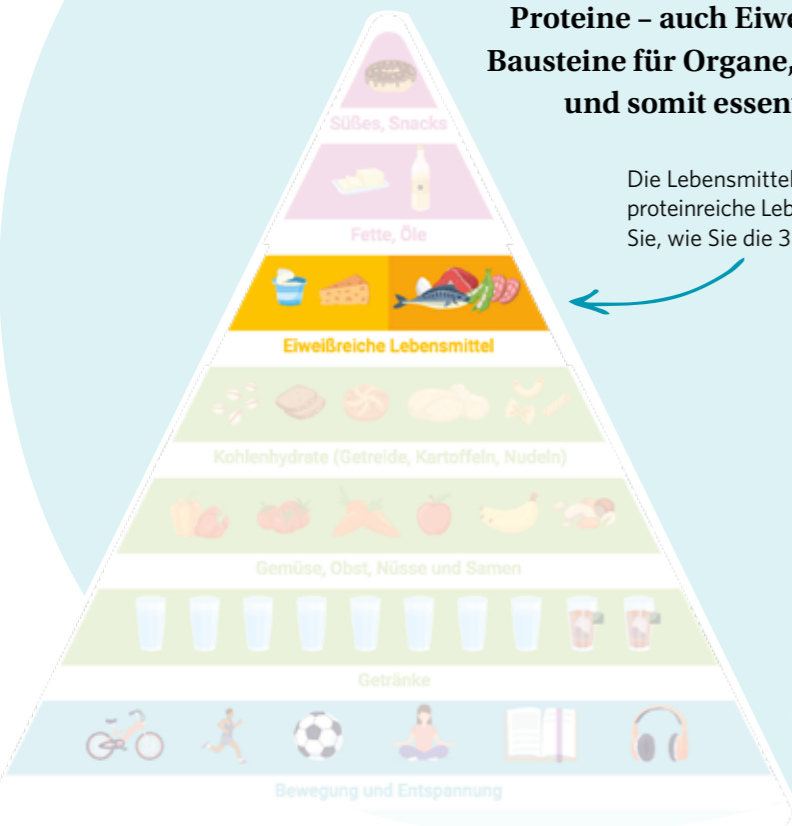 Proteine – auch Eiwe
Bausteine für Organe,
und somit essen
Die Lebensmittel
proteinreiche Leb
Sie, wie Sie die 3
Süßes, Snacks
Fette, Öle
Eiweißreiche Lebensmittel
Kohlenhydrate (Getreide, Kartoffeln, Nudeln)
Gemüse, Obst, Nüsse und Samen
Getränke
Bewegung und Entspannung